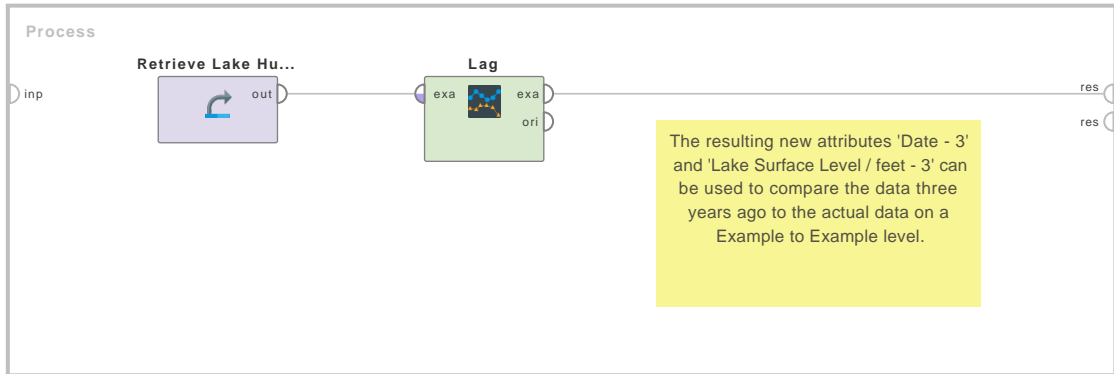 Process
Retrieve Lake Hu...
Lag
inp
out
exa
exa
ori
res
res
The resulting new attributes 'Date - 3'
and 'Lake Surface Level / feet - 3' can
be used to compare the data three
years ago to the actual data on a
Example to Example level.